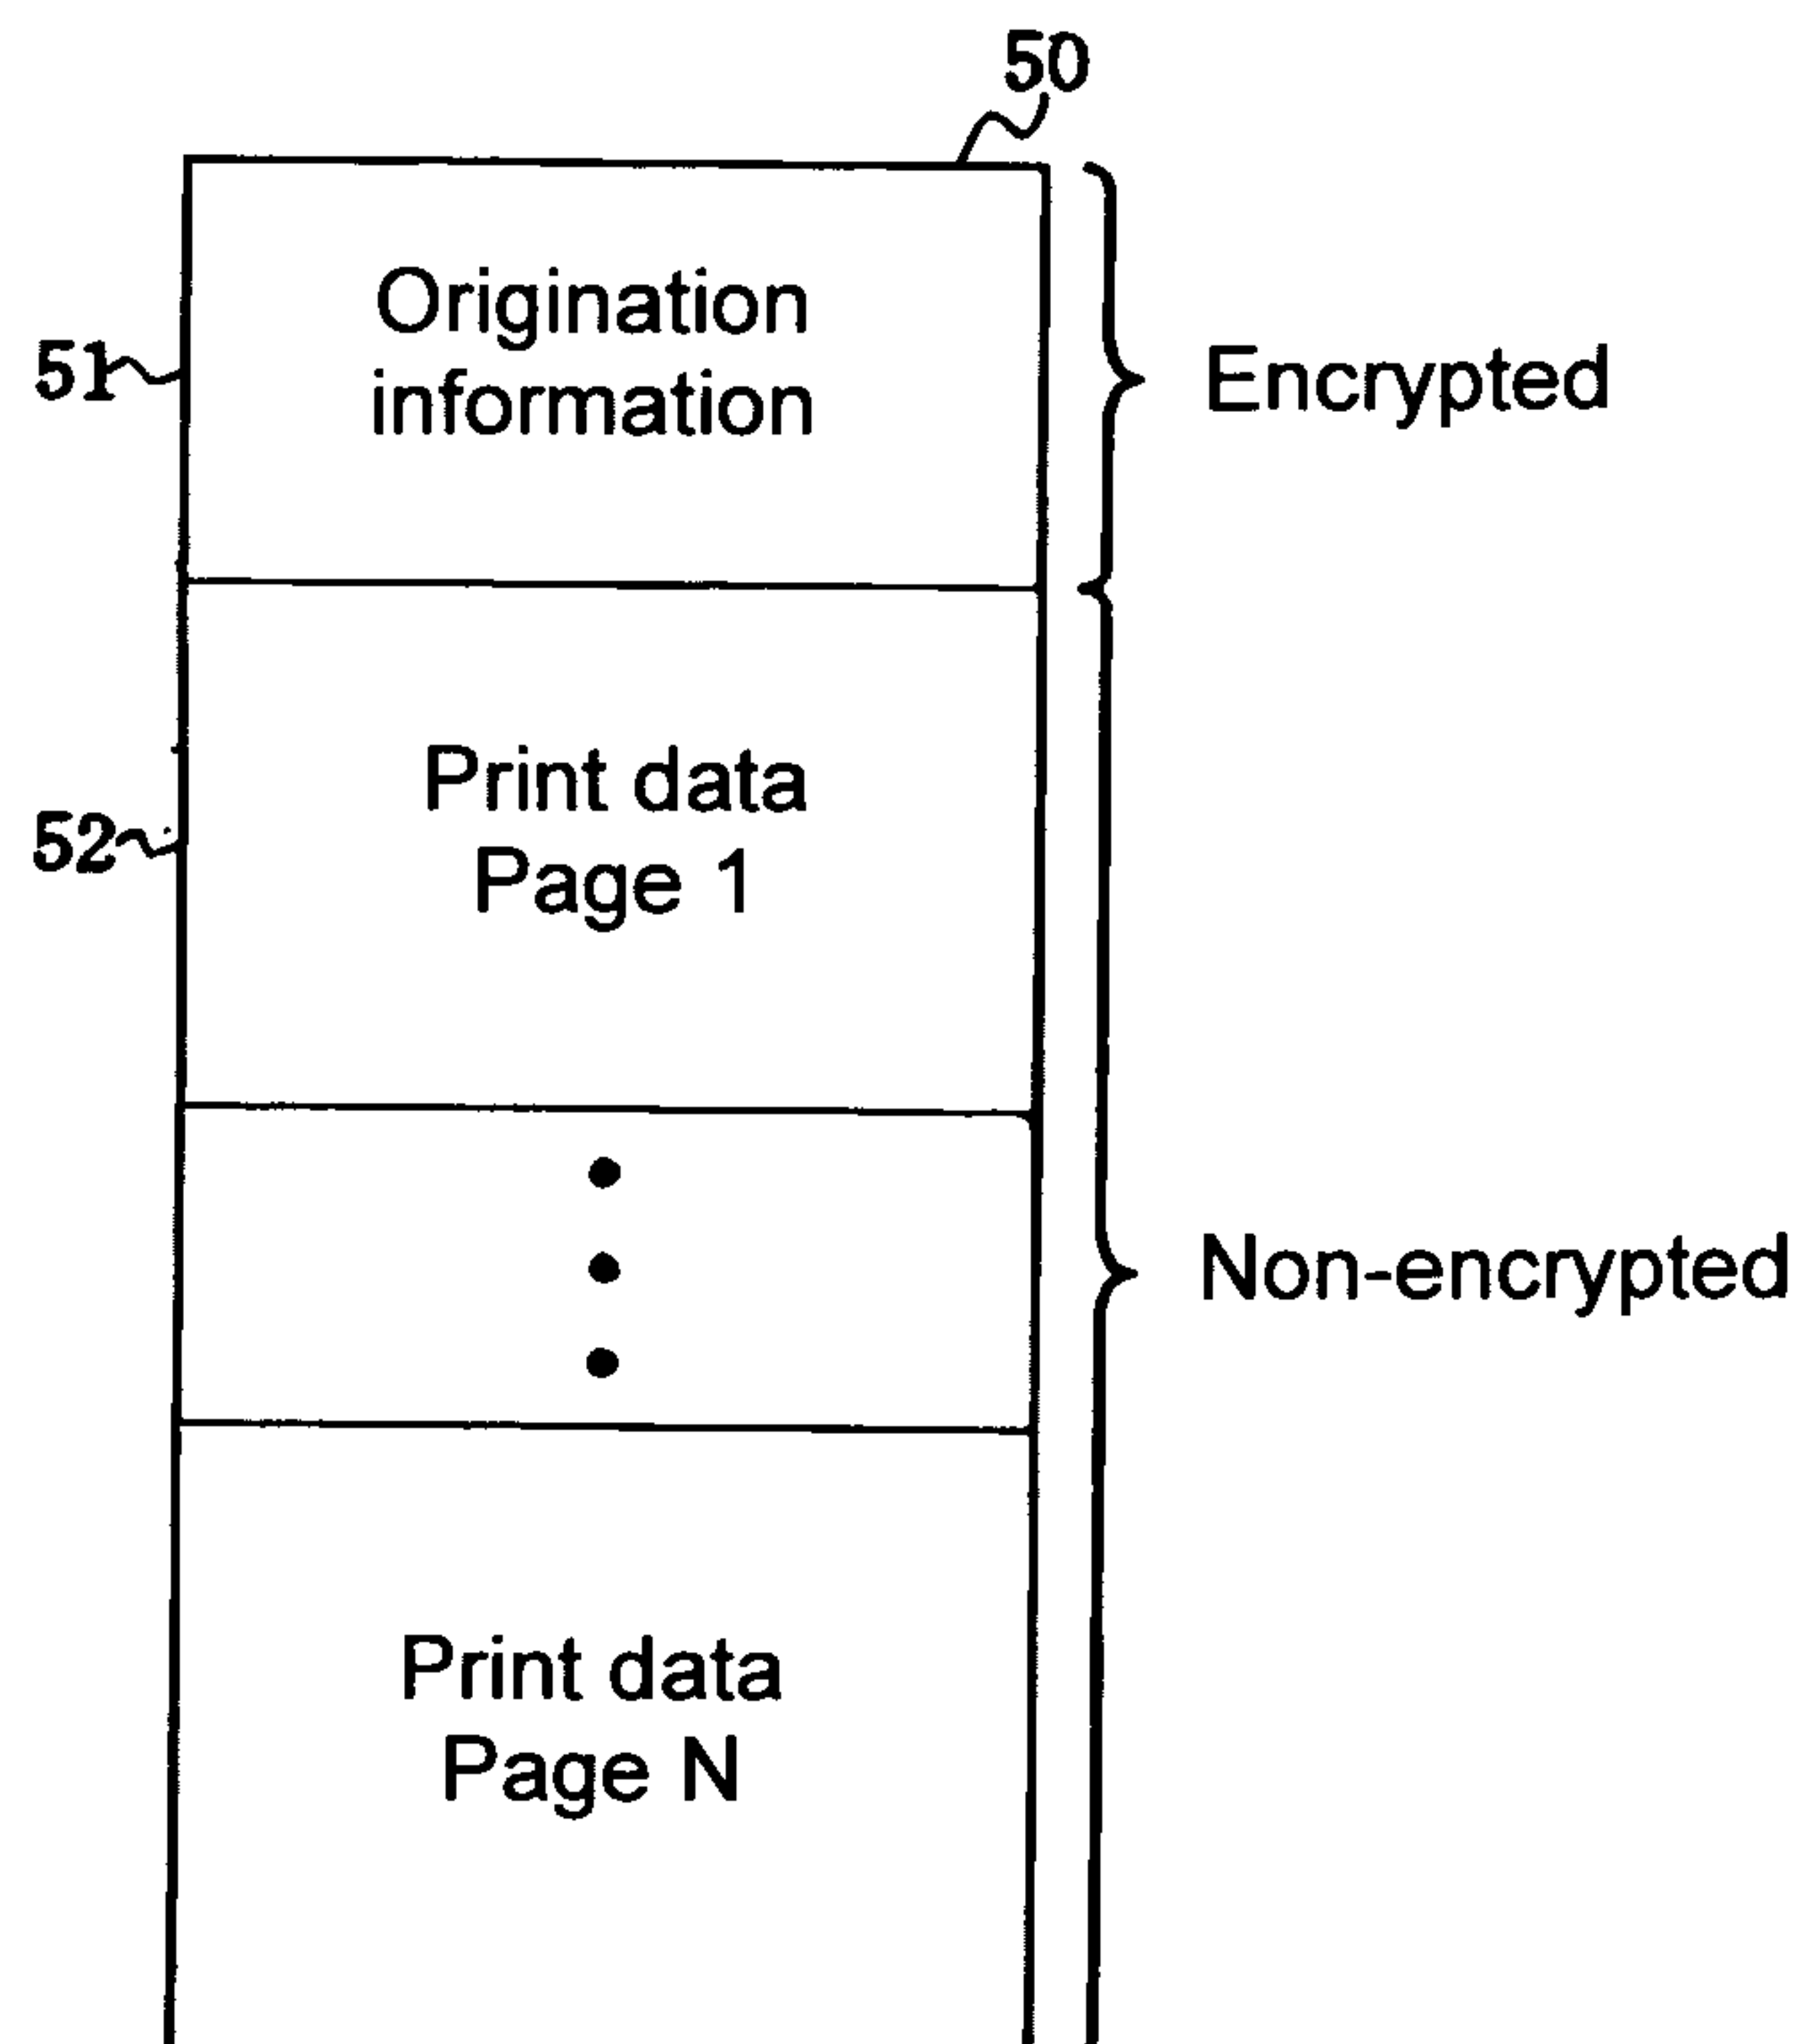 50
51
Origination
information
Encrypted
52
Print data
Page 1
Non-encrypted
Print data
Page N